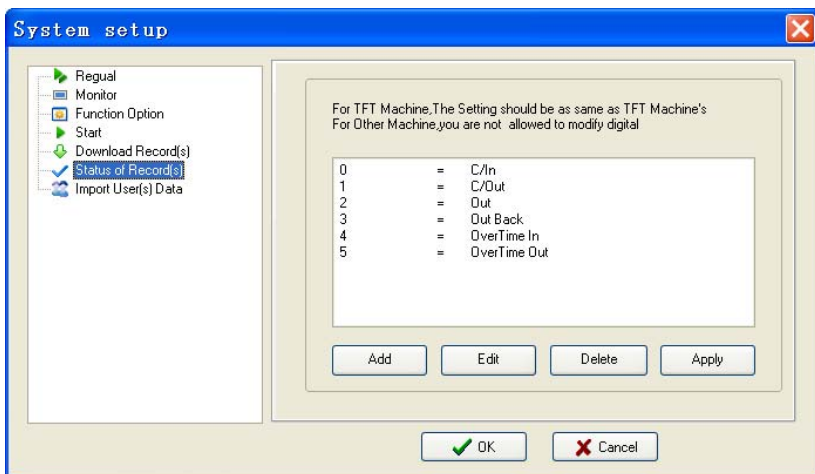 System setup
Regual
Monitor
Function Option
Start
Download Record(s)
Status of Record(s)
Import User(s) Data
For TFT Machine,The Setting should be as same as TFT Machine's
For Other Machine,you are not allowed to modify digital
0 = C/In
1 = C/Out
2 = Out
3 = Out Back
4 = OverTime In
5 = OverTime Out
Add Edit Delete Apply
OK Cancel